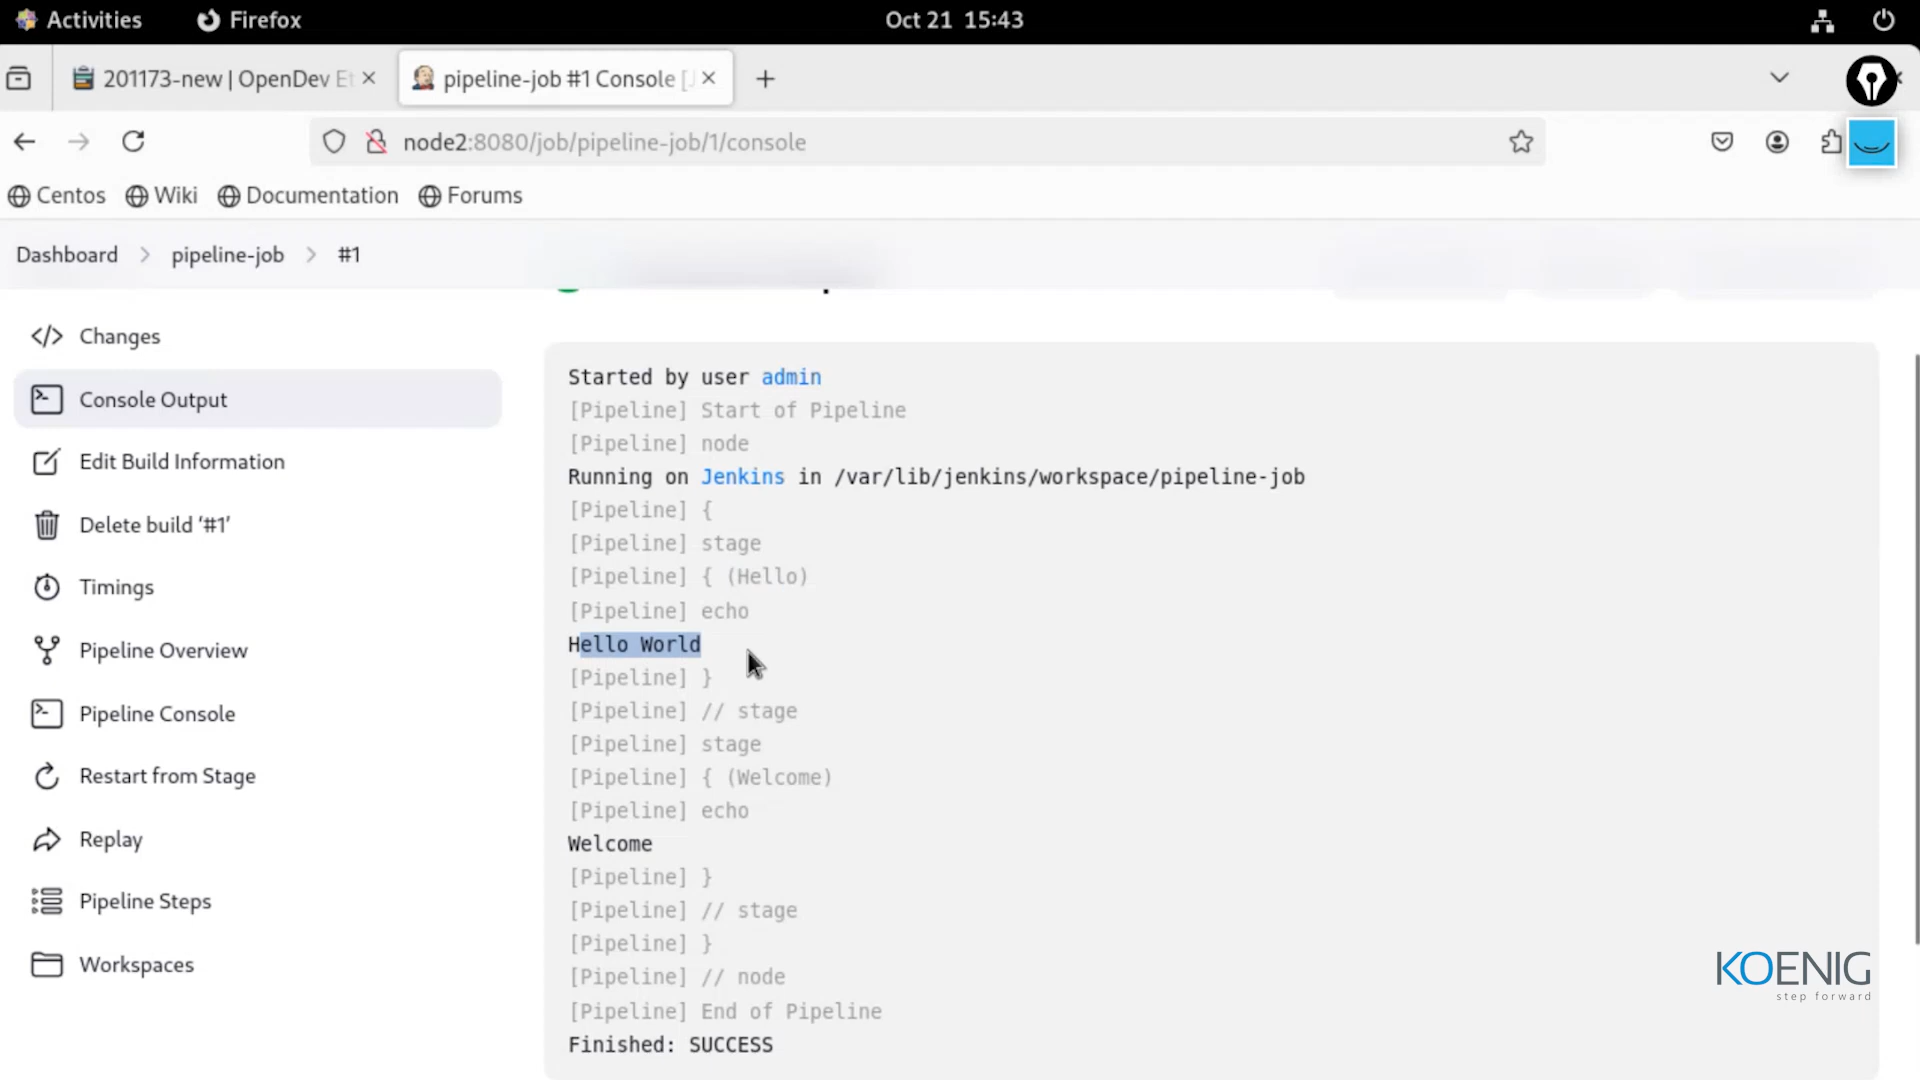 Activities
Firefox
Oct 21 15:43
201173-new | OpenDev Et
pipeline-job #1 Console [J
node2:8080/job/pipeline-job/1/console
Centos
Wiki
Documentation
Forums
Dashboard
pipeline-job
#1
Changes
Console Output
Edit Build Information
Delete build ‘#1’
Timings
Pipeline Overview
Pipeline Console
Restart from Stage
Replay
Pipeline Steps
Workspaces
Started by user admin
[Pipeline] Start of Pipeline
[Pipeline] node
Running on Jenkins in /var/lib/jenkins/workspace/pipeline-job
[Pipeline] {
[Pipeline] stage
[Pipeline] { (Hello)
[Pipeline] echo
Hello World
[Pipeline] }
[Pipeline] // stage
[Pipeline] stage
[Pipeline] { (Welcome)
[Pipeline] echo
Welcome
[Pipeline] }
[Pipeline] // stage
[Pipeline] }
[Pipeline] // node
[Pipeline] End of Pipeline
Finished: SUCCESS
KOENIG
step forward